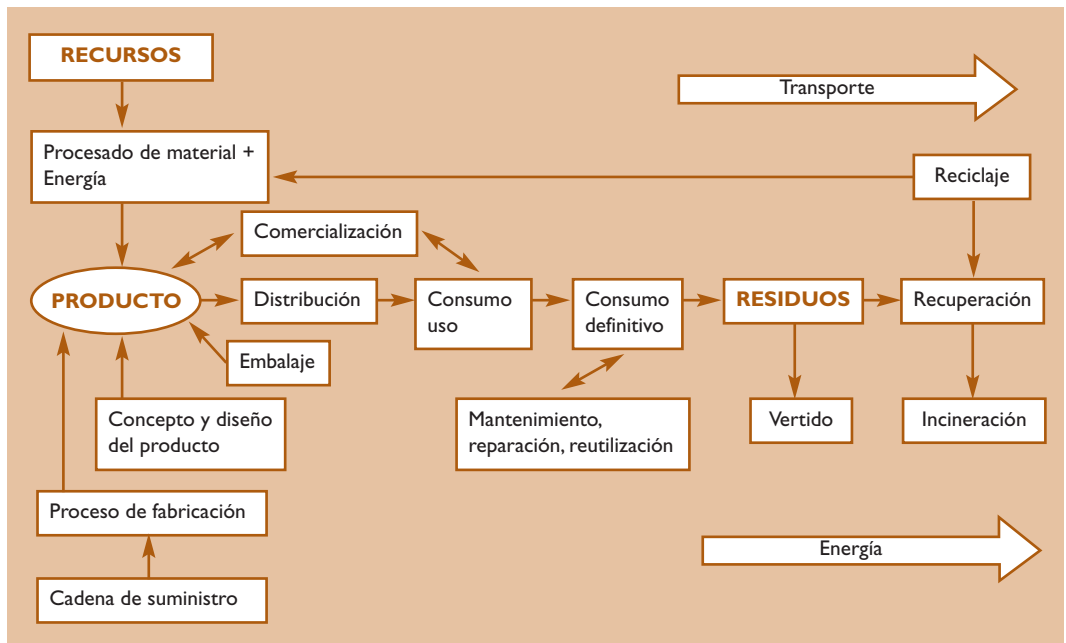 RECURSOS
Transporte
Procesado de material +
Energía
Reciclaje
Comercialización
PRODUCTO
Distribución
Consumo
uso
Consumo
definitivo
RESIDUOS
Recuperación
Embalaje
Concepto y diseño
del producto
Mantenimiento,
reparación, reutilización
Vertido
Incineración
Proceso de fabricación
Energía
Cadena de suministro